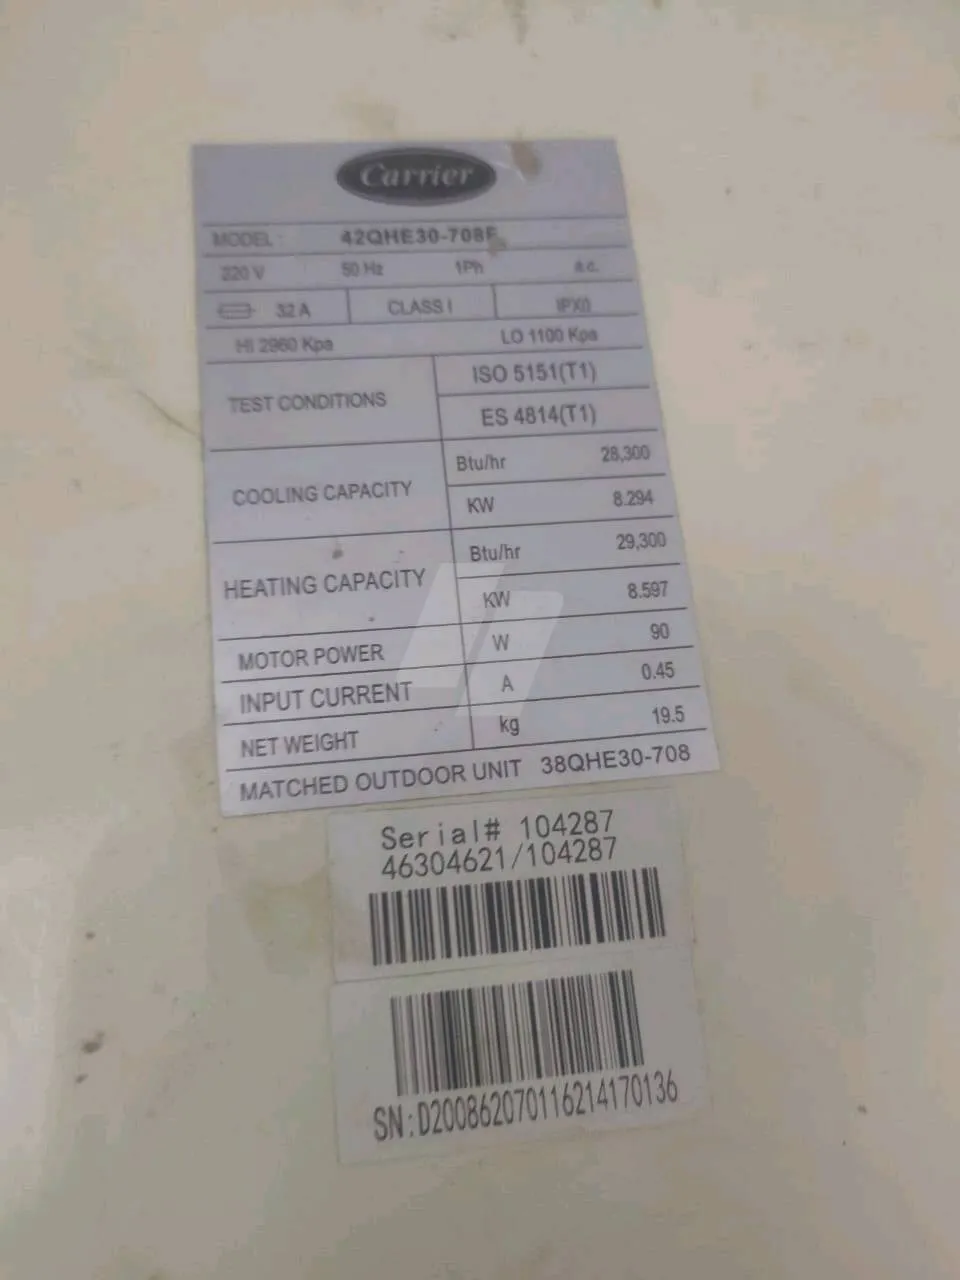 Carrier
MODEL : 42QHE30-708F
220 V 50 Hz 1Ph a.c.
32 A CLASS I IPX0
HI 2960 Kpa LO 1100 Kpa
TEST CONDITIONS ISO 5151(T1)
ES 4814(T1)
COOLING CAPACITY Btu/hr 28,300
KW 8.294
HEATING CAPACITY Btu/hr 29,300
KW 8.597
MOTOR POWER W 90
INPUT CURRENT A 0.45
NET WEIGHT kg 19.5
MATCHED OUTDOOR UNIT 38QHE30-708
Serial# 104287
46304621/104287
SN:D200862070116214170136